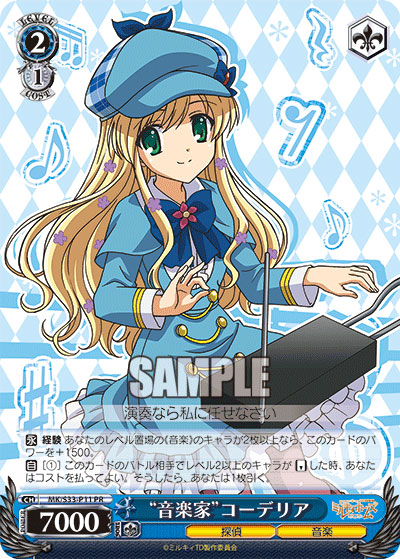 LEVEL
2
1
COST
SAMPLE
演奏なら私に任せなさい
永 経験 あなたのレベル置場の《音楽》のキャラが2枚以上なら、このカードのパワーを+1500。
自 [⑴] このカードのバトル相手でレベル2以上のキャラが した時、あなたはコストを払ってよい。そうしたら、あなたは1枚引く。
CH
MK/S33-P11 PR
POWER
7000
“音楽家”コーデリア
探偵
音楽
©ミルキィTD製作委員会